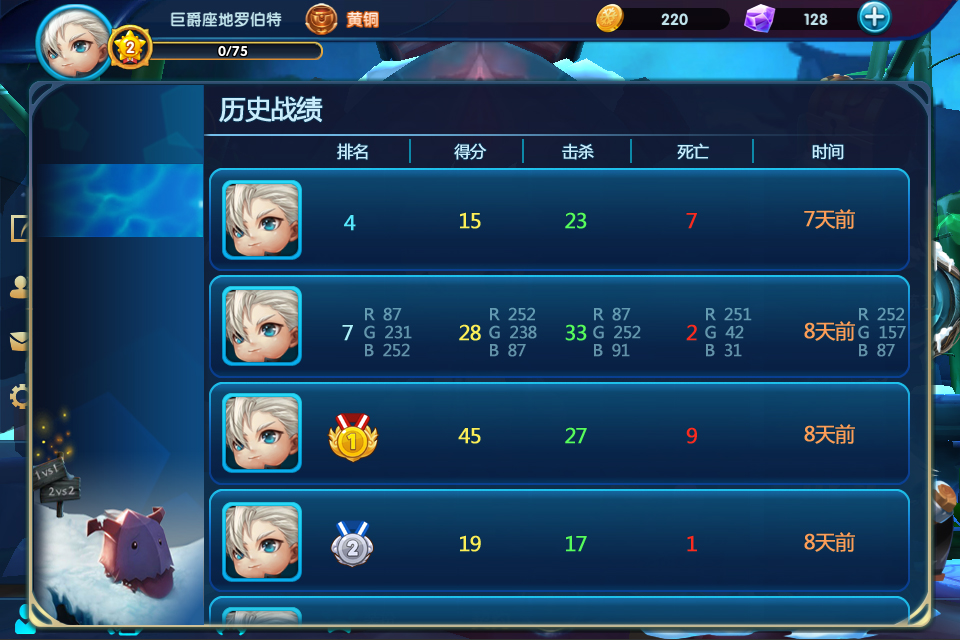 巨爵座地罗伯特 黄铜 220 128
2 0/75
历史战绩
排名 得分 击杀 死亡 时间
4 15 23 7 7天前
R 87 R 252 R 87 R 251 R 252
7 G 231 28 G 238 33 G 252 2 G 42 8天前 G 157
B 252 B 87 B 91 B 31 B 87
1 45 27 9 8天前
1vs1
2vs2
2 19 17 1 8天前